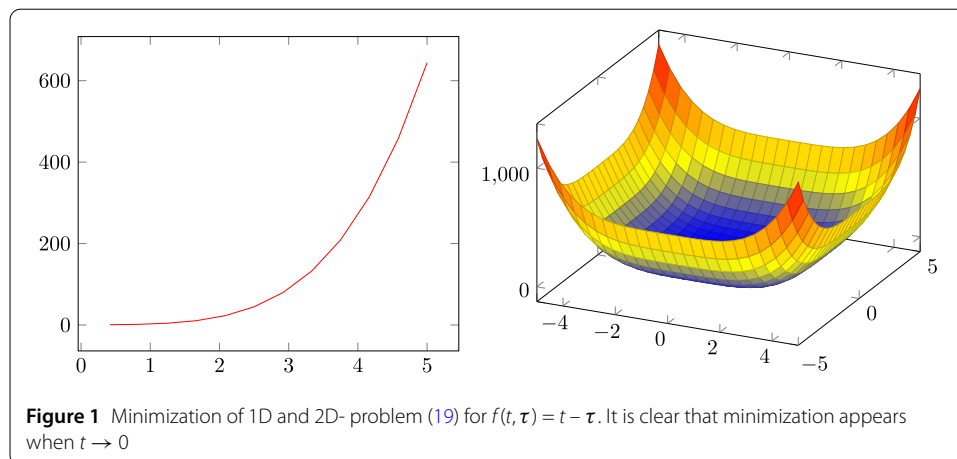 600
400
200
0
0 1 2 3 4 5
1,000
0
−4 −2 0 2 4
−5 0 5
Figure 1 Minimization of 1D and 2D- problem (19) for f(t, τ) = t – τ. It is clear that minimization appears
when t → 0